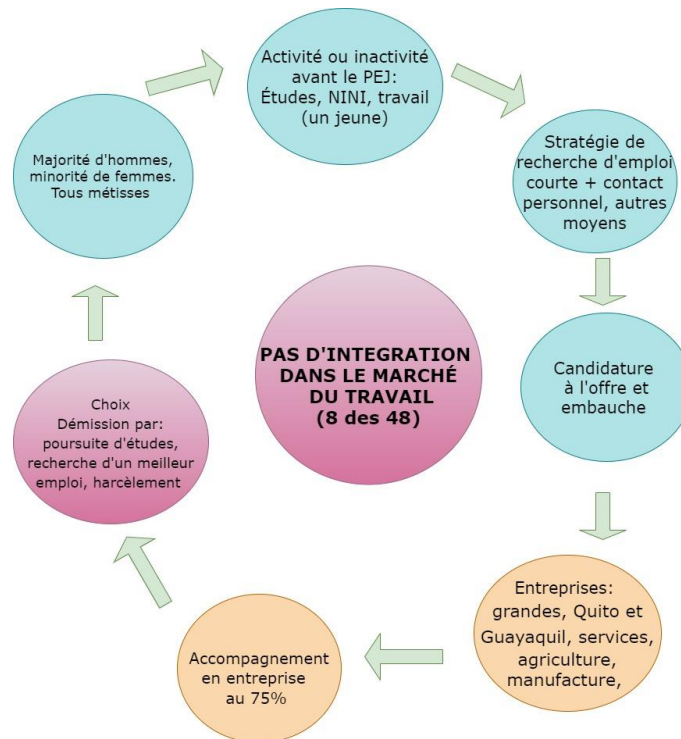 Activité ou inactivité
avant le PEJ:
Études, NINI, travail
(un jeune)
Stratégie de
recherche d'emploi
courte + contact
personnel, autres
moyens
Candidature
à l'offre et
embauche
Entreprises:
grandes, Quito et
Guayaquil, services,
agriculture,
manufacture,
Accompagnement
en entreprise
au 75%
Choix
Démission par:
poursuite d'études,
recherche d'un meilleur
emploi, harcèlement
Majorité d'hommes,
minorité de femmes.
Tous métisses
PAS D'INTEGRATION
DANS LE MARCHÉ
DU TRAVAIL
(8 des 48)